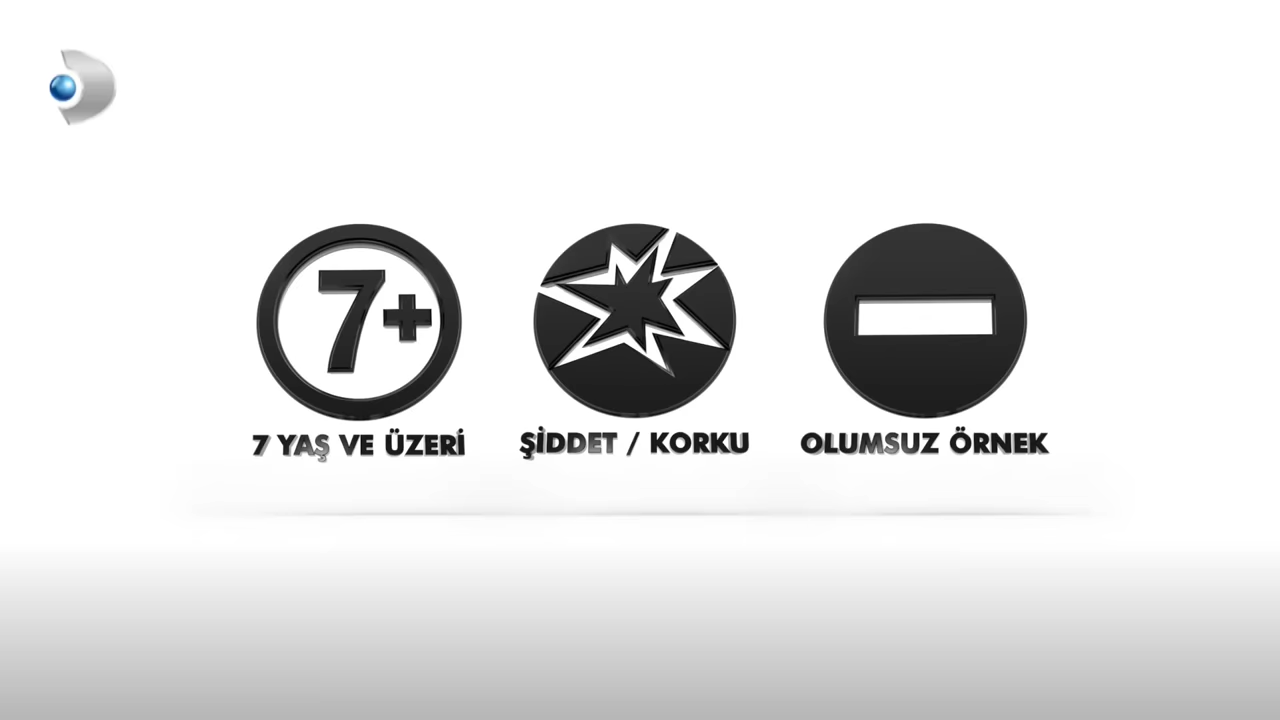 7+
7 YAŞ VE ÜZERİ
ŞİDDET / KORKU
OLUMSUZ ÖRNEK